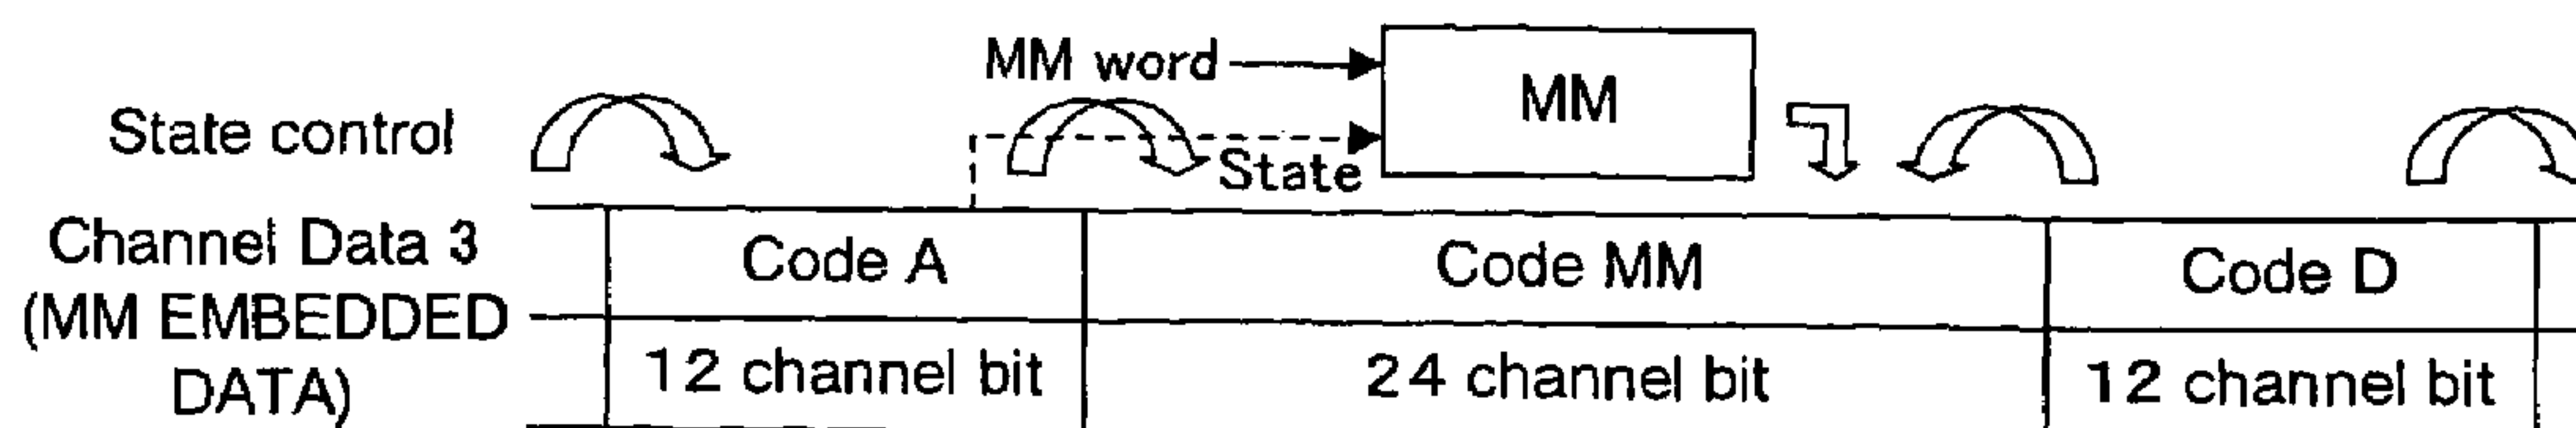 MM word
MM
State control
State
Channel Data 3
(MM EMBEDDED
DATA)
Code A
Code MM
Code D
12 channel bit
24 channel bit
12 channel bit